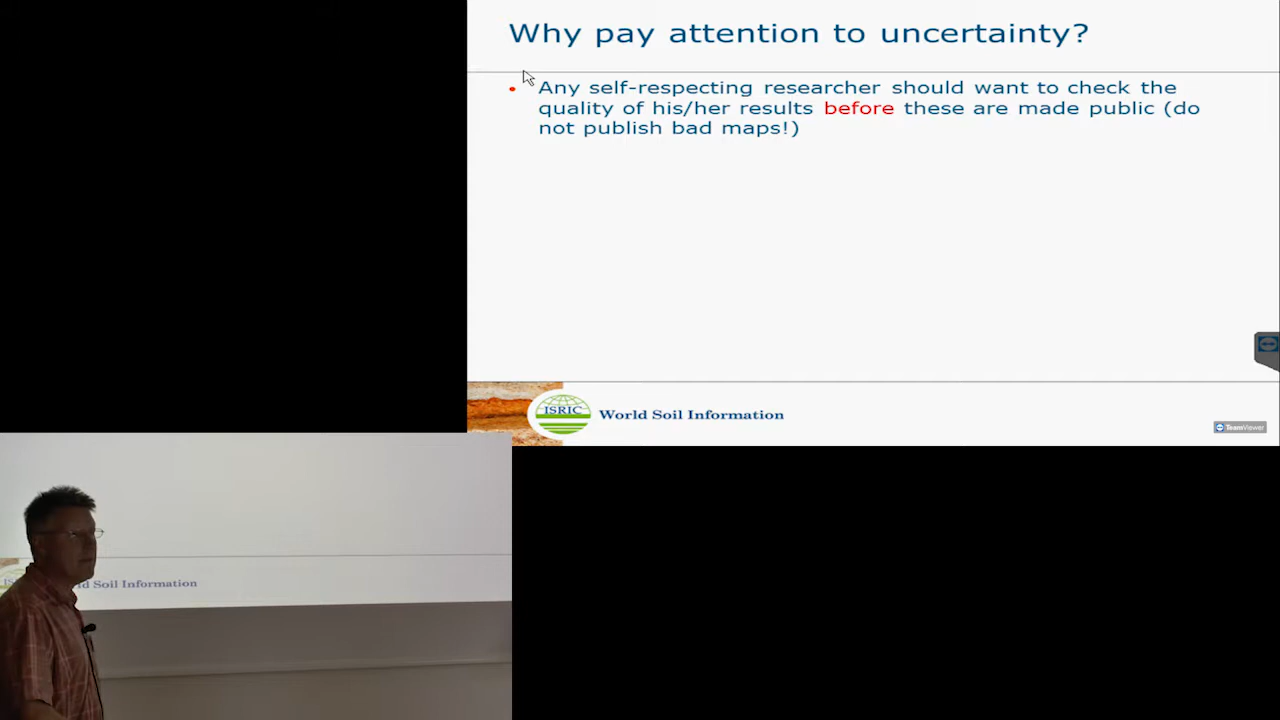 Why pay attention to uncertainty?
• Any self-respecting researcher should want to check the
quality of his/her results before these are made public (do
not publish bad maps!)
ISRIC
World Soil Information
TeamViewer
ld Soil Information